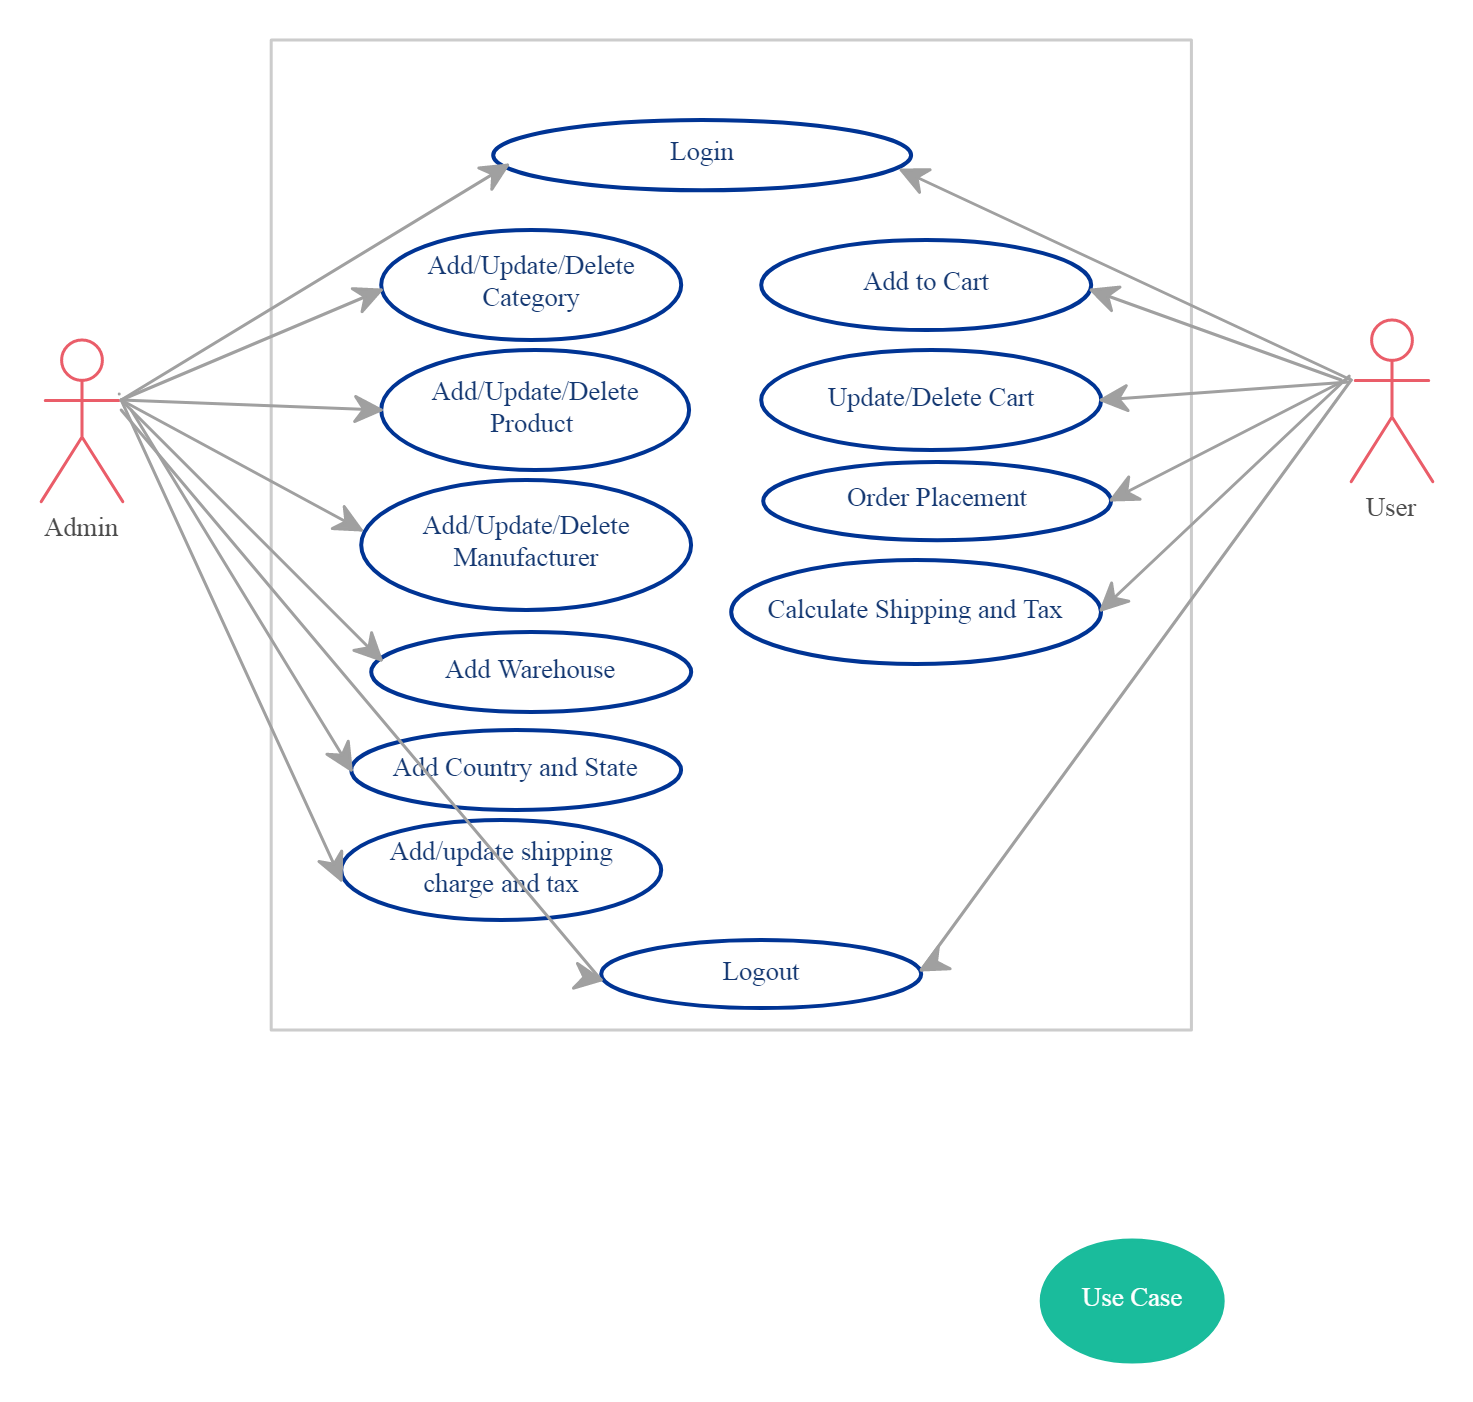 Login
Add/Update/Delete
Category
Add to Cart
Add/Update/Delete
Product
Update/Delete Cart
Order Placement
Admin
User
Add/Update/Delete
Manufacturer
Calculate Shipping and Tax
Add Warehouse
Add Country and State
Add/update shipping
charge and tax
Logout
Use Case